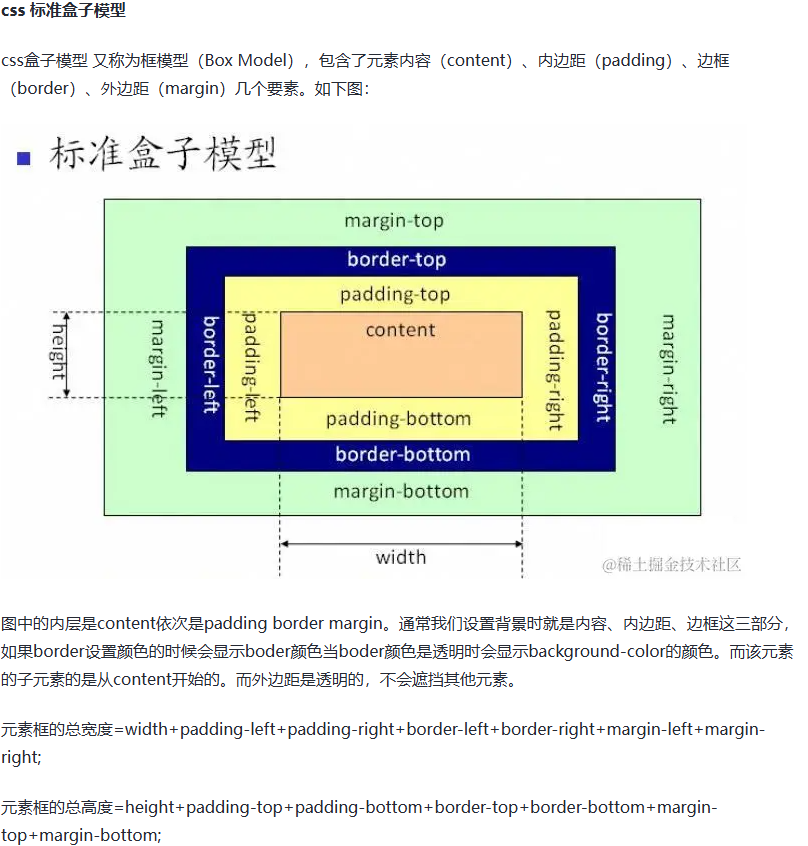 css 标准盒子模型
css盒子模型 又称为框模型（Box Model），包含了元素内容（content）、内边距（padding）、边框
（border）、外边距（margin）几个要素。如下图：
标准盒子模型
margin-top
border-top
padding-top
content
height
margin-left
border-left
padding-left
padding-right
border-right
margin-right
padding-bottom
border-bottom
margin-bottom
width
@稀土掘金技术社区
图中的内层是content依次是padding border margin。通常我们设置背景时就是内容、内边距、边框这三部分，
如果border设置颜色的时候会显示boder颜色当boder颜色是透明时会显示background-color的颜色。而该元素
的子元素的是从content开始的。而外边距是透明的，不会遮挡其他元素。
元素框的总宽度=width+padding-left+padding-right+border-left+border-right+margin-left+margin-
right;
元素框的总高度=height+padding-top+padding-bottom+border-top+border-bottom+margin-
top+margin-bottom;